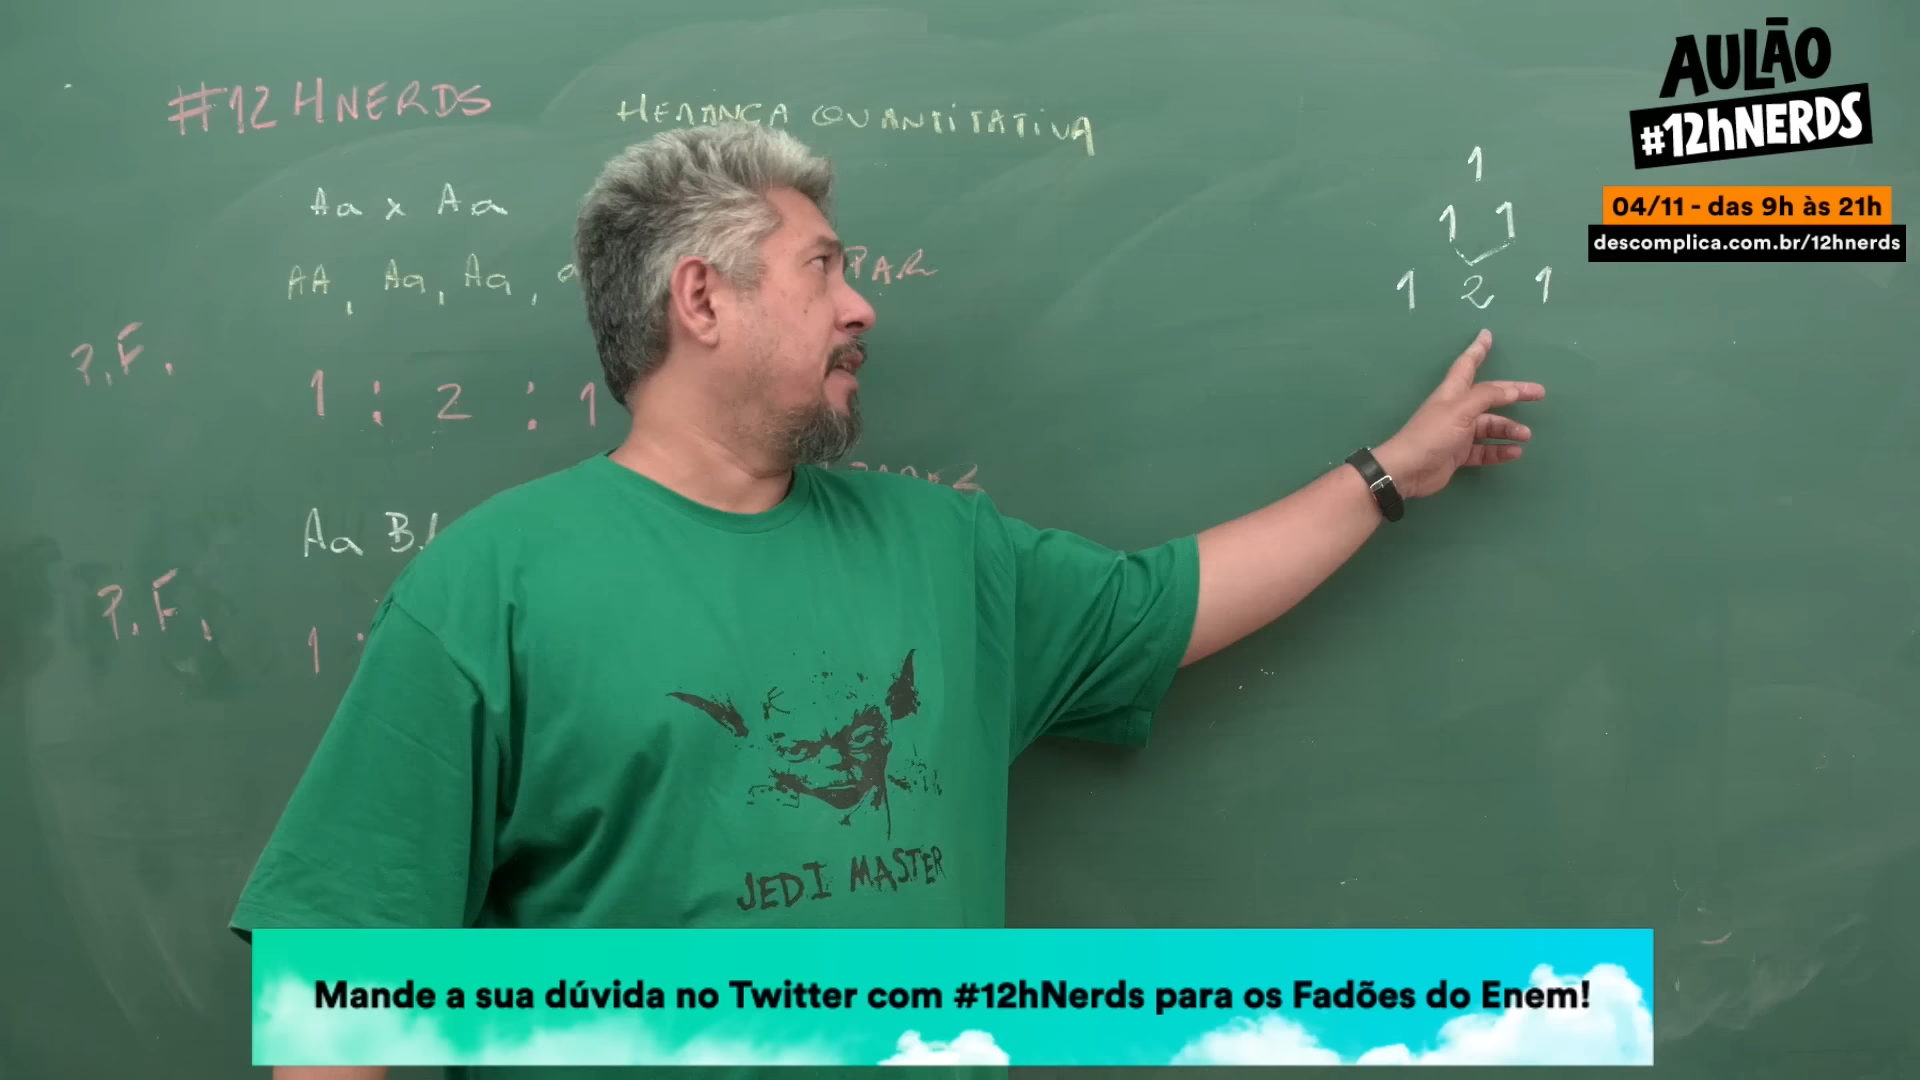 #12HNERDS
HERANÇA QUANTITATIVA
AULÃO
#12hNERDS
04/11 - das 9h às 21h
descomplica.com.br/12hnerds
1
1 1
1 2 1
Aa x Aa
AA, Aa, Aa, a
PAR
P.F.
1 : 2 : 1
Aa B
P.F.
1 :
JEDI MASTER
Mande a sua dúvida no Twitter com #12hNerds para os Fadões do Enem!